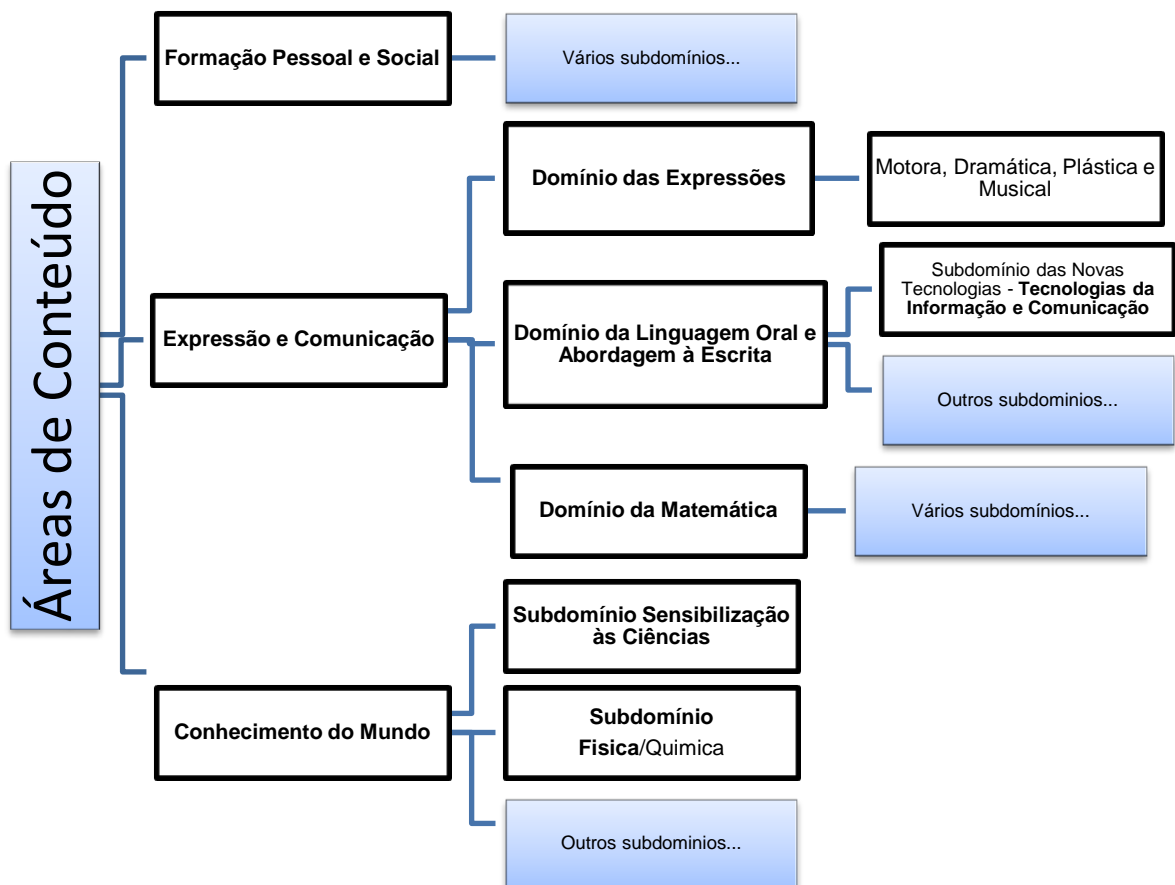 Áreas de Conteúdo
Formação Pessoal e Social
Vários subdomínios...
Expressão e Comunicação
Domínio das Expressões
Motora, Dramática, Plástica e
Musical
Domínio da Linguagem Oral e
Abordagem à Escrita
Subdomínio das Novas
Tecnologias - Tecnologias da
Informação e Comunicação
Outros subdominios...
Domínio da Matemática
Vários subdomínios...
Conhecimento do Mundo
Subdomínio Sensibilização
às Ciências
Subdomínio
Fisica/Quimica
Outros subdominios...